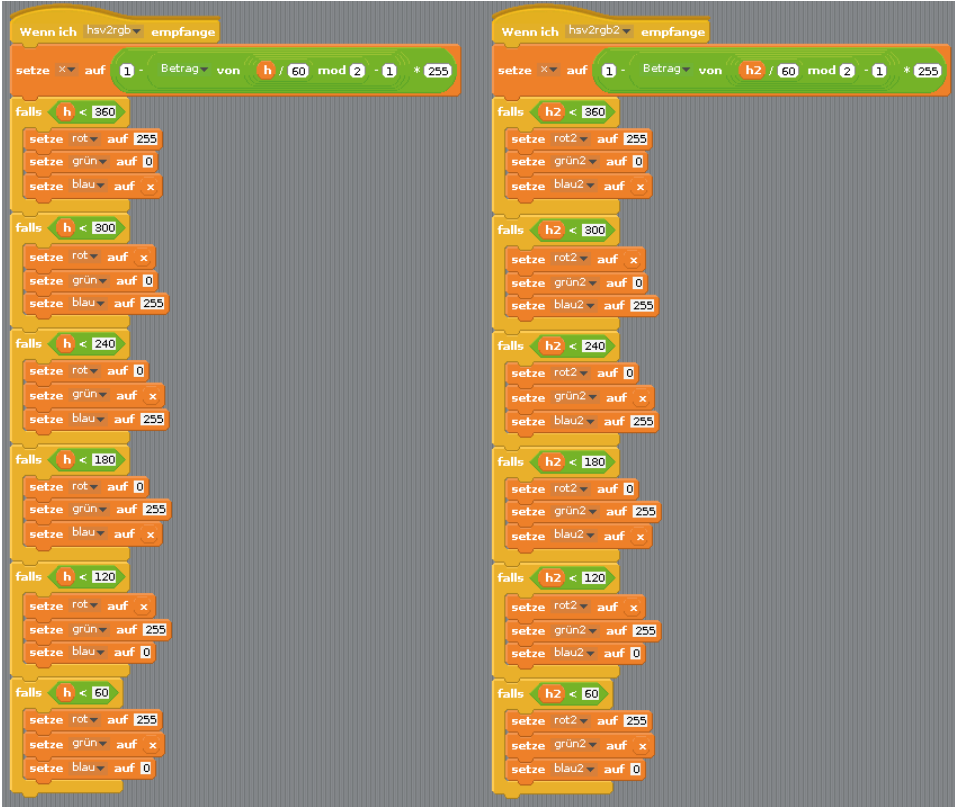 Wenn ich hsv2rgb empfange
setze x auf 1 - Betrag von h / 60 mod 2 - 1 * 255
falls h < 360
setze rot auf 255
setze grün auf 0
setze blau auf x
falls h < 300
setze rot auf x
setze grün auf 0
setze blau auf 255
falls h < 240
setze rot auf 0
setze grün auf x
setze blau auf 255
falls h < 180
setze rot auf 0
setze grün auf 255
setze blau auf x
falls h < 120
setze rot auf x
setze grün auf 255
setze blau auf 0
falls h < 60
setze rot auf 255
setze grün auf x
setze blau auf 0
Wenn ich hsv2rgb2 empfange
setze x auf 1 - Betrag von h2 / 60 mod 2 - 1 * 255
falls h2 < 360
setze rot2 auf 255
setze grün2 auf 0
setze blau2 auf x
falls h2 < 300
setze rot2 auf x
setze grün2 auf 0
setze blau2 auf 255
falls h2 < 240
setze rot2 auf 0
setze grün2 auf x
setze blau2 auf 255
falls h2 < 180
setze rot2 auf 0
setze grün2 auf 255
setze blau2 auf x
falls h2 < 120
setze rot2 auf x
setze grün2 auf 255
setze blau2 auf 0
falls h2 < 60
setze rot2 auf 255
setze grün2 auf x
setze blau2 auf 0